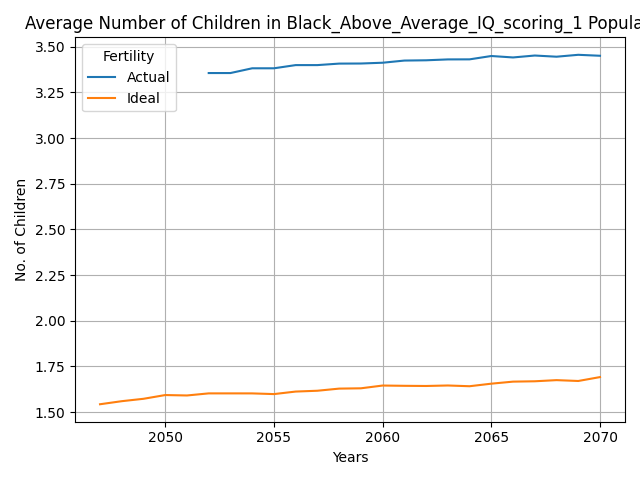 Average Number of Children in Black_Above_Average_IQ_scoring_1 Popula
3.50
3.25
3.00
2.75
2.50
2.25
2.00
1.75
1.50
No. of Children
Fertility
Actual
Ideal
2050 2055 2060 2065 2070
Years